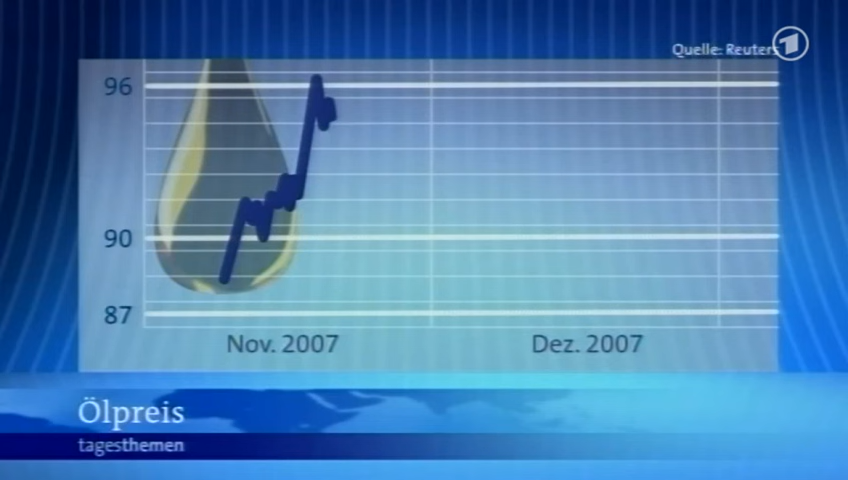 Quelle: Reuters
96
90
87
Nov. 2007
Dez. 2007
Ölpreis
tagesthemen